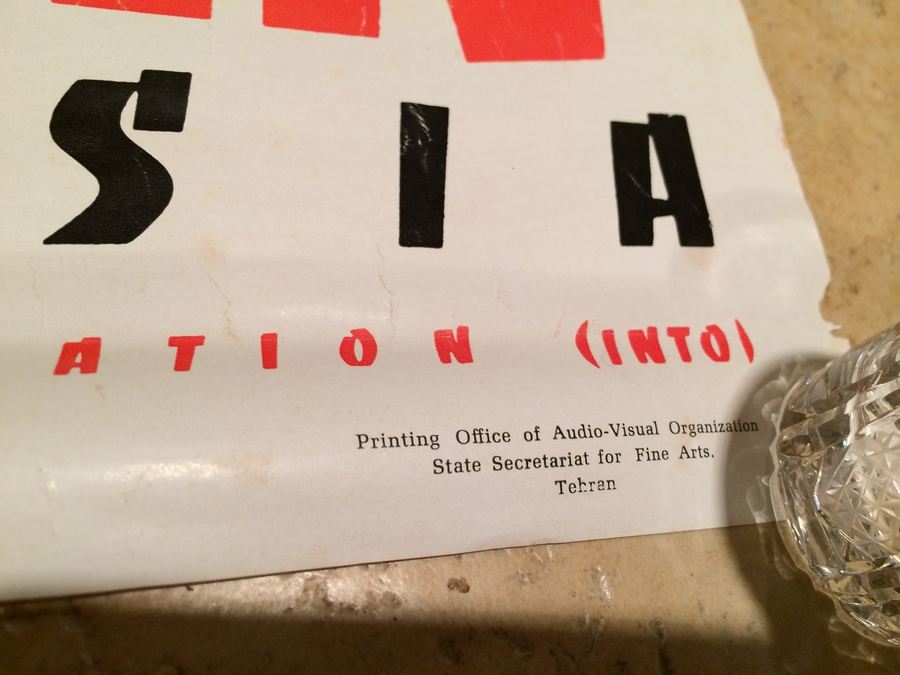 S I A
A T I O N (INTO)
Printing Office of Audio-Visual Organization
State Secretariat for Fine Arts.
Tehran